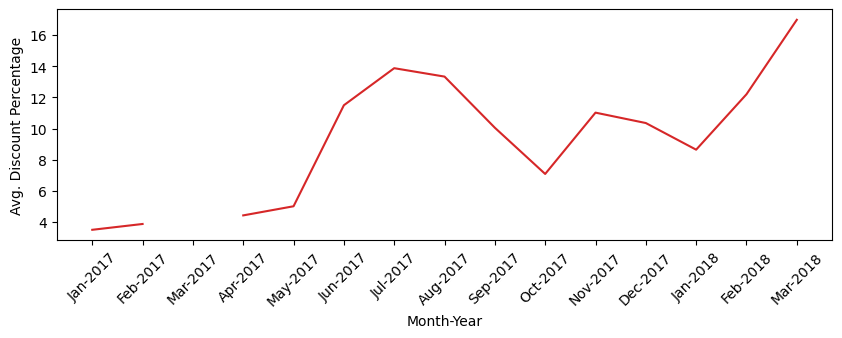 Avg. Discount Percentage
16
14
12
10
8
6
4
Jan-2017
Feb-2017
Mar-2017
Apr-2017
May-2017
Jun-2017
Jul-2017
Aug-2017
Sep-2017
Oct-2017
Nov-2017
Dec-2017
Jan-2018
Feb-2018
Mar-2018
Month-Year